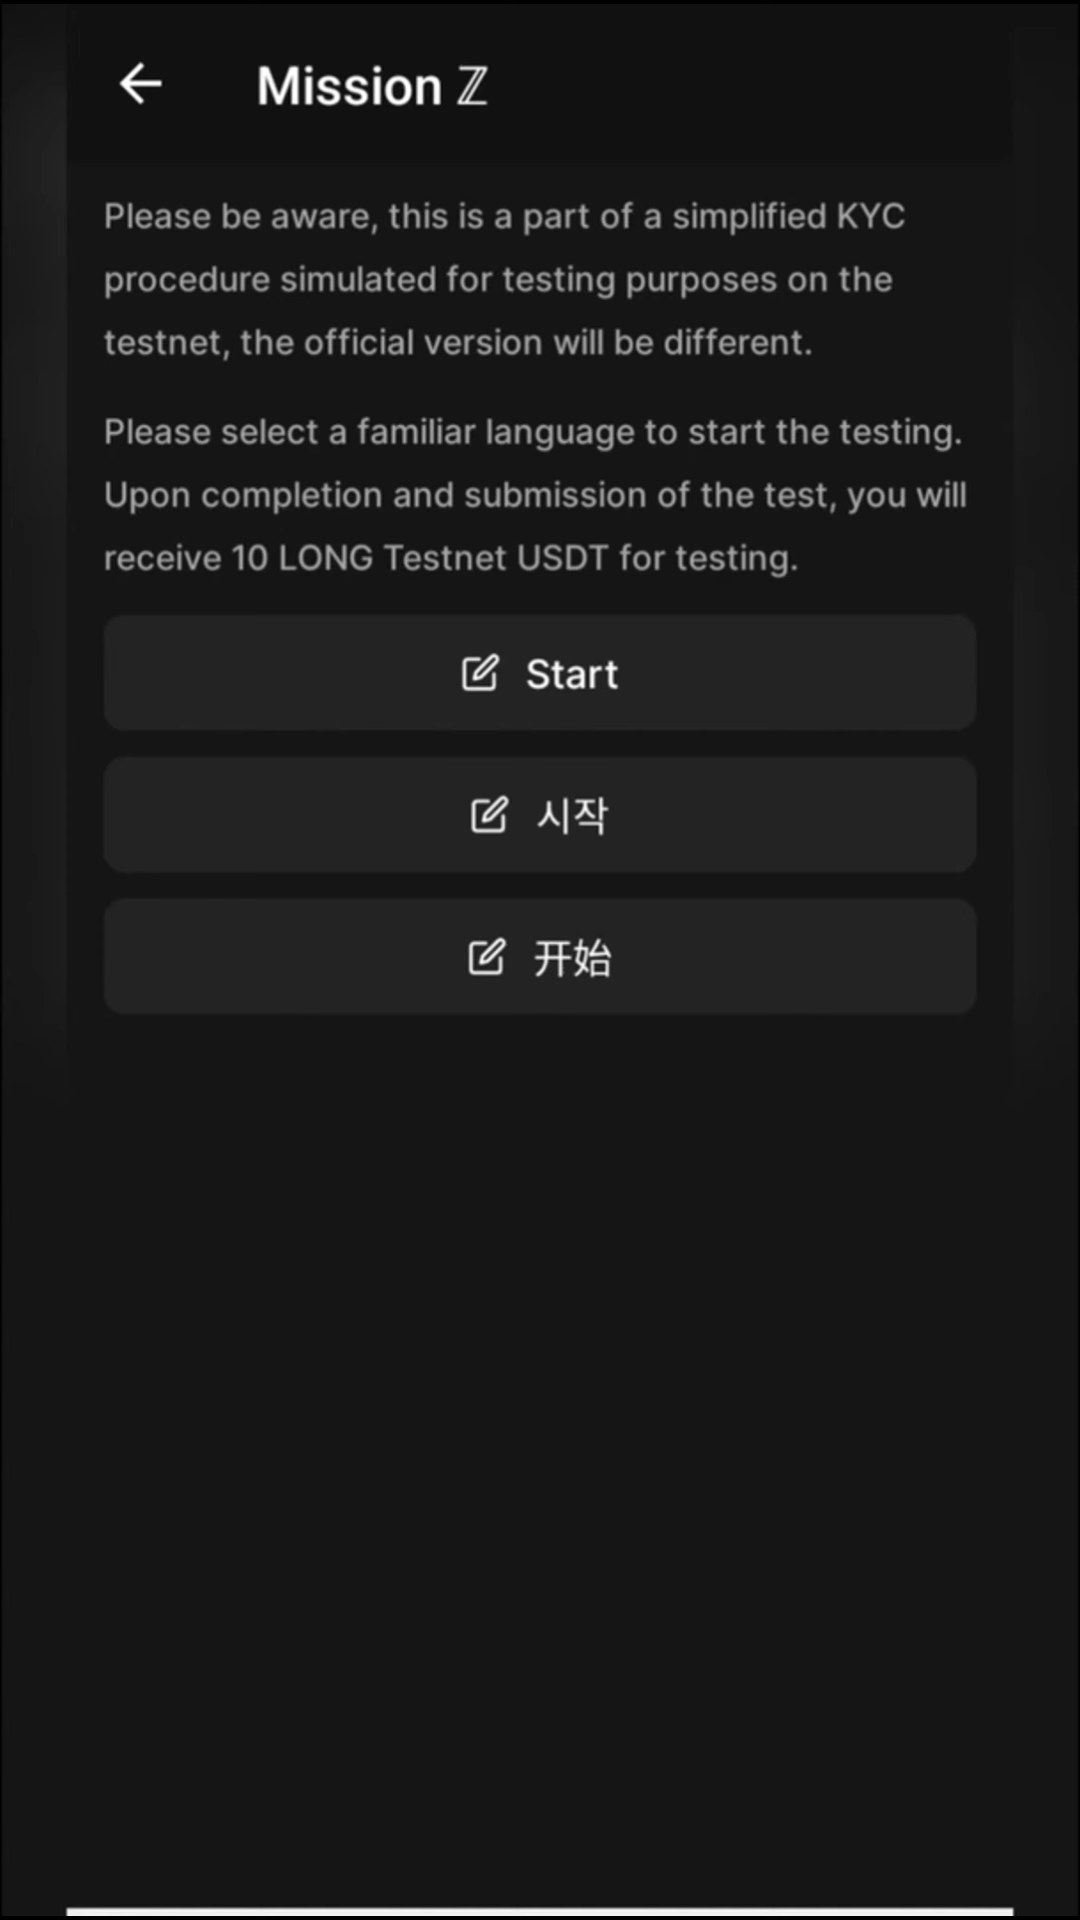 Mission ℤ
Please be aware, this is a part of a simplified KYC
procedure simulated for testing purposes on the
testnet, the official version will be different.
Please select a familiar language to start the testing.
Upon completion and submission of the test, you will
receive 10 LONG Testnet USDT for testing.
Start
시작
开始